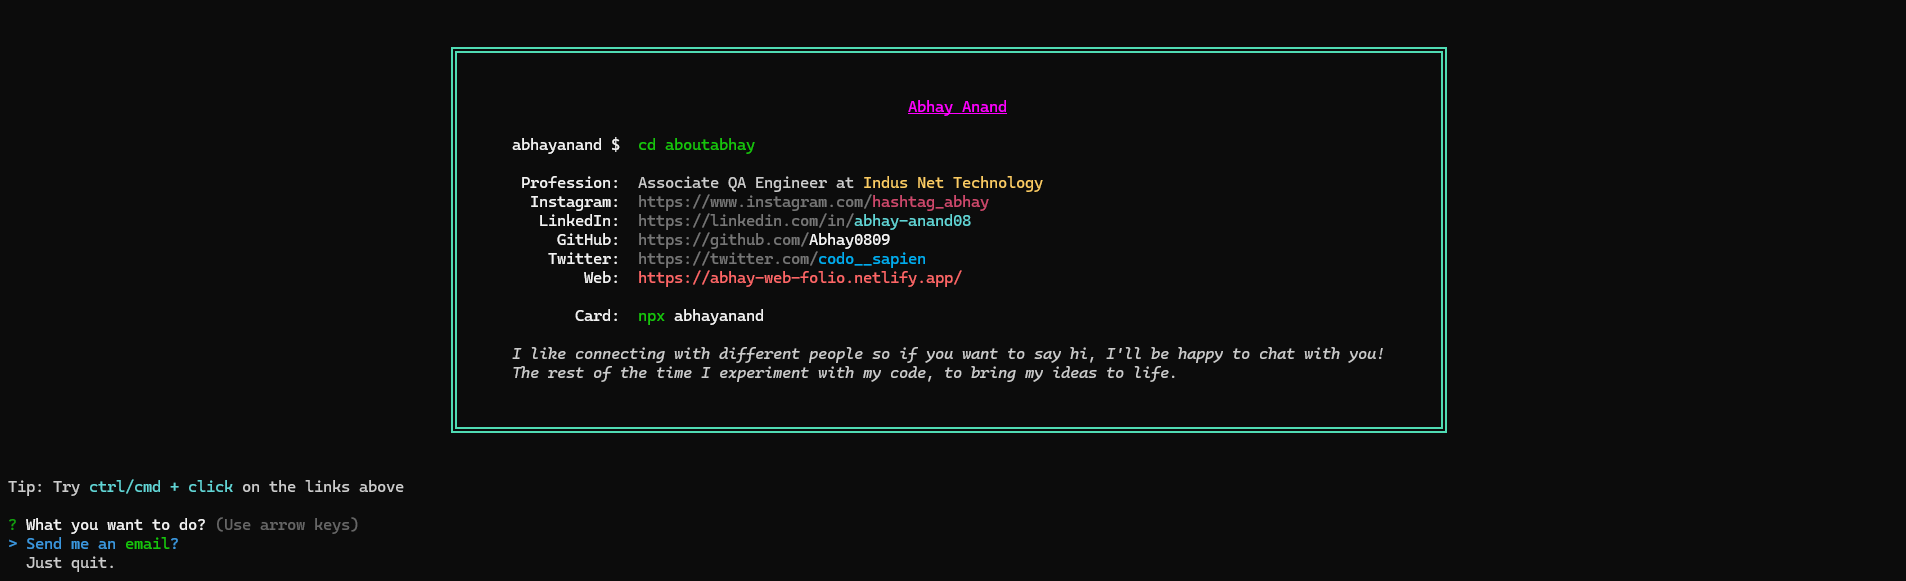 Abhay Anand
abhayanand $ cd aboutabhay
Profession: Associate QA Engineer at Indus Net Technology
Instagram: https://www.instagram.com/hashtag_abhay
LinkedIn: https://linkedin.com/in/abhay-anand08
GitHub: https://github.com/Abhay0809
Twitter: https://twitter.com/codo__sapien
Web: https://abhay-web-folio.netlify.app/
Card: npx abhayanand
I like connecting with different people so if you want to say hi, I'll be happy to chat with you!
The rest of the time I experiment with my code, to bring my ideas to life.
Tip: Try ctrl/cmd + click on the links above
? What you want to do? (Use arrow keys)
> Send me an email?
Just quit.